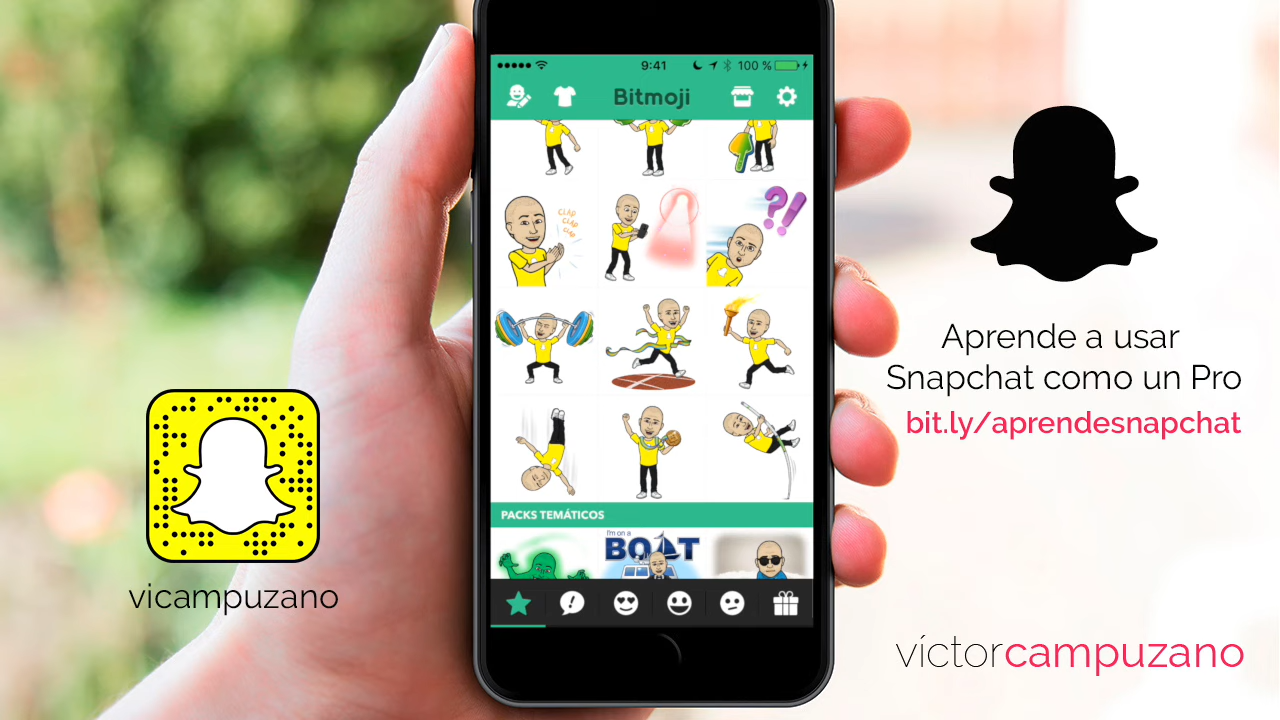 9:41
100 %
Bitmoji
CLAP
CLAP
CLAP
?!
PACKS TEMÁTICOS
I'm on a
BOAT
vicampuzano
Aprende a usar
Snapchat como un Pro
bit.ly/aprendesnapchat
víctorcampuzano